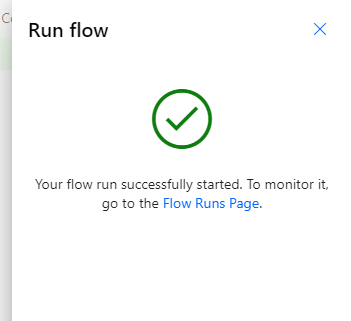 Run flow
Your flow run successfully started. To monitor it,
go to the Flow Runs Page.